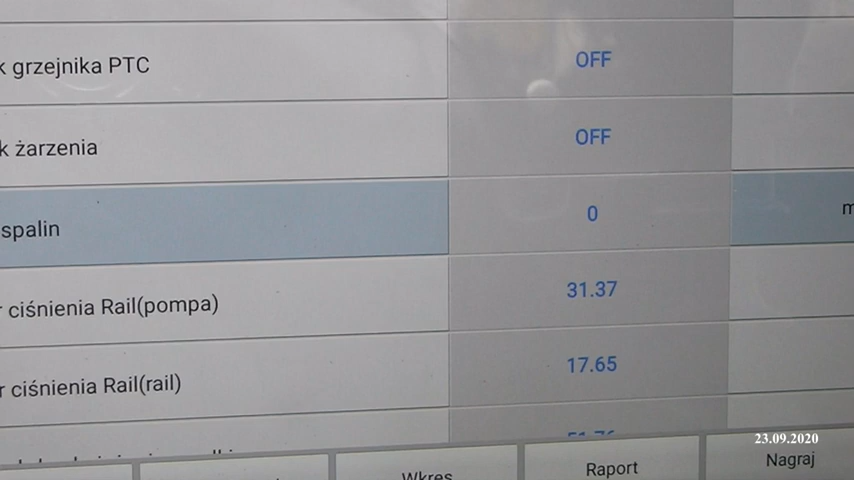 k grzejnika PTC OFF
k żarzenia OFF
spalin 0 m
r ciśnienia Rail(pompa) 31.37
r ciśnienia Rail(rail) 17.65
23.09.2020
Wkres Raport Nagraj